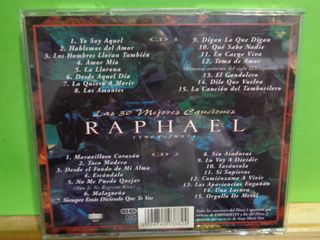 CD 1
1. Yo Soy Aquel
2. Hablemos del Amor
3. Los Hombres Lloran También
4. Amor Mío
5. La Llorona
6. Desde Aquel Día
7. La Quiero A Morir
8. Los Amantes
9. Digan Lo Que Digan
10. Qué Sabe Nadie
11. En Carne Viva
12. Tema de Amor
13. El Gondolero
14. Dile Que Vuelva
15. La Canción del Tamborilero
Las 30 Mejores Canciones
RAPHAEL
CD 2
1. Maravilloso Corazón
2. Toco Madera
3. Desde el Fondo de Mi Alma
4. Escándalo
5. No Me Puedo Quejar
6. Malagueña
7. Siempre Estás Diciendo Que Te Vas
8. Sin Ataduras
9. Lo Voy A Dividir
10. Tarántula
11. Si Supieras
12. Comiénzame A Vivir
13. Las Apariencias Engañan
14. Una Locura
15. Orgullo De Metal